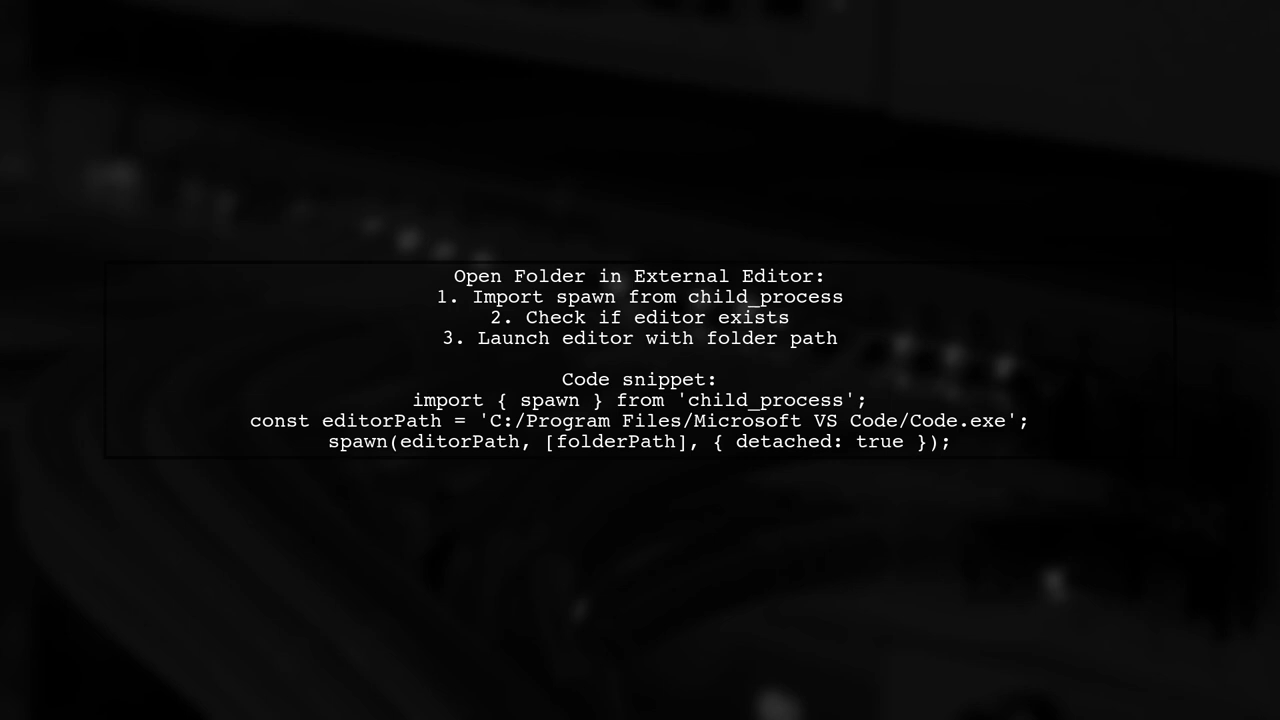 Open Folder in External Editor:
1. Import spawn from child_process
2. Check if editor exists
3. Launch editor with folder path
Code snippet:
import { spawn } from 'child_process';
const editorPath = 'C:/Program Files/Microsoft VS Code/Code.exe';
spawn(editorPath, [folderPath], { detached: true });